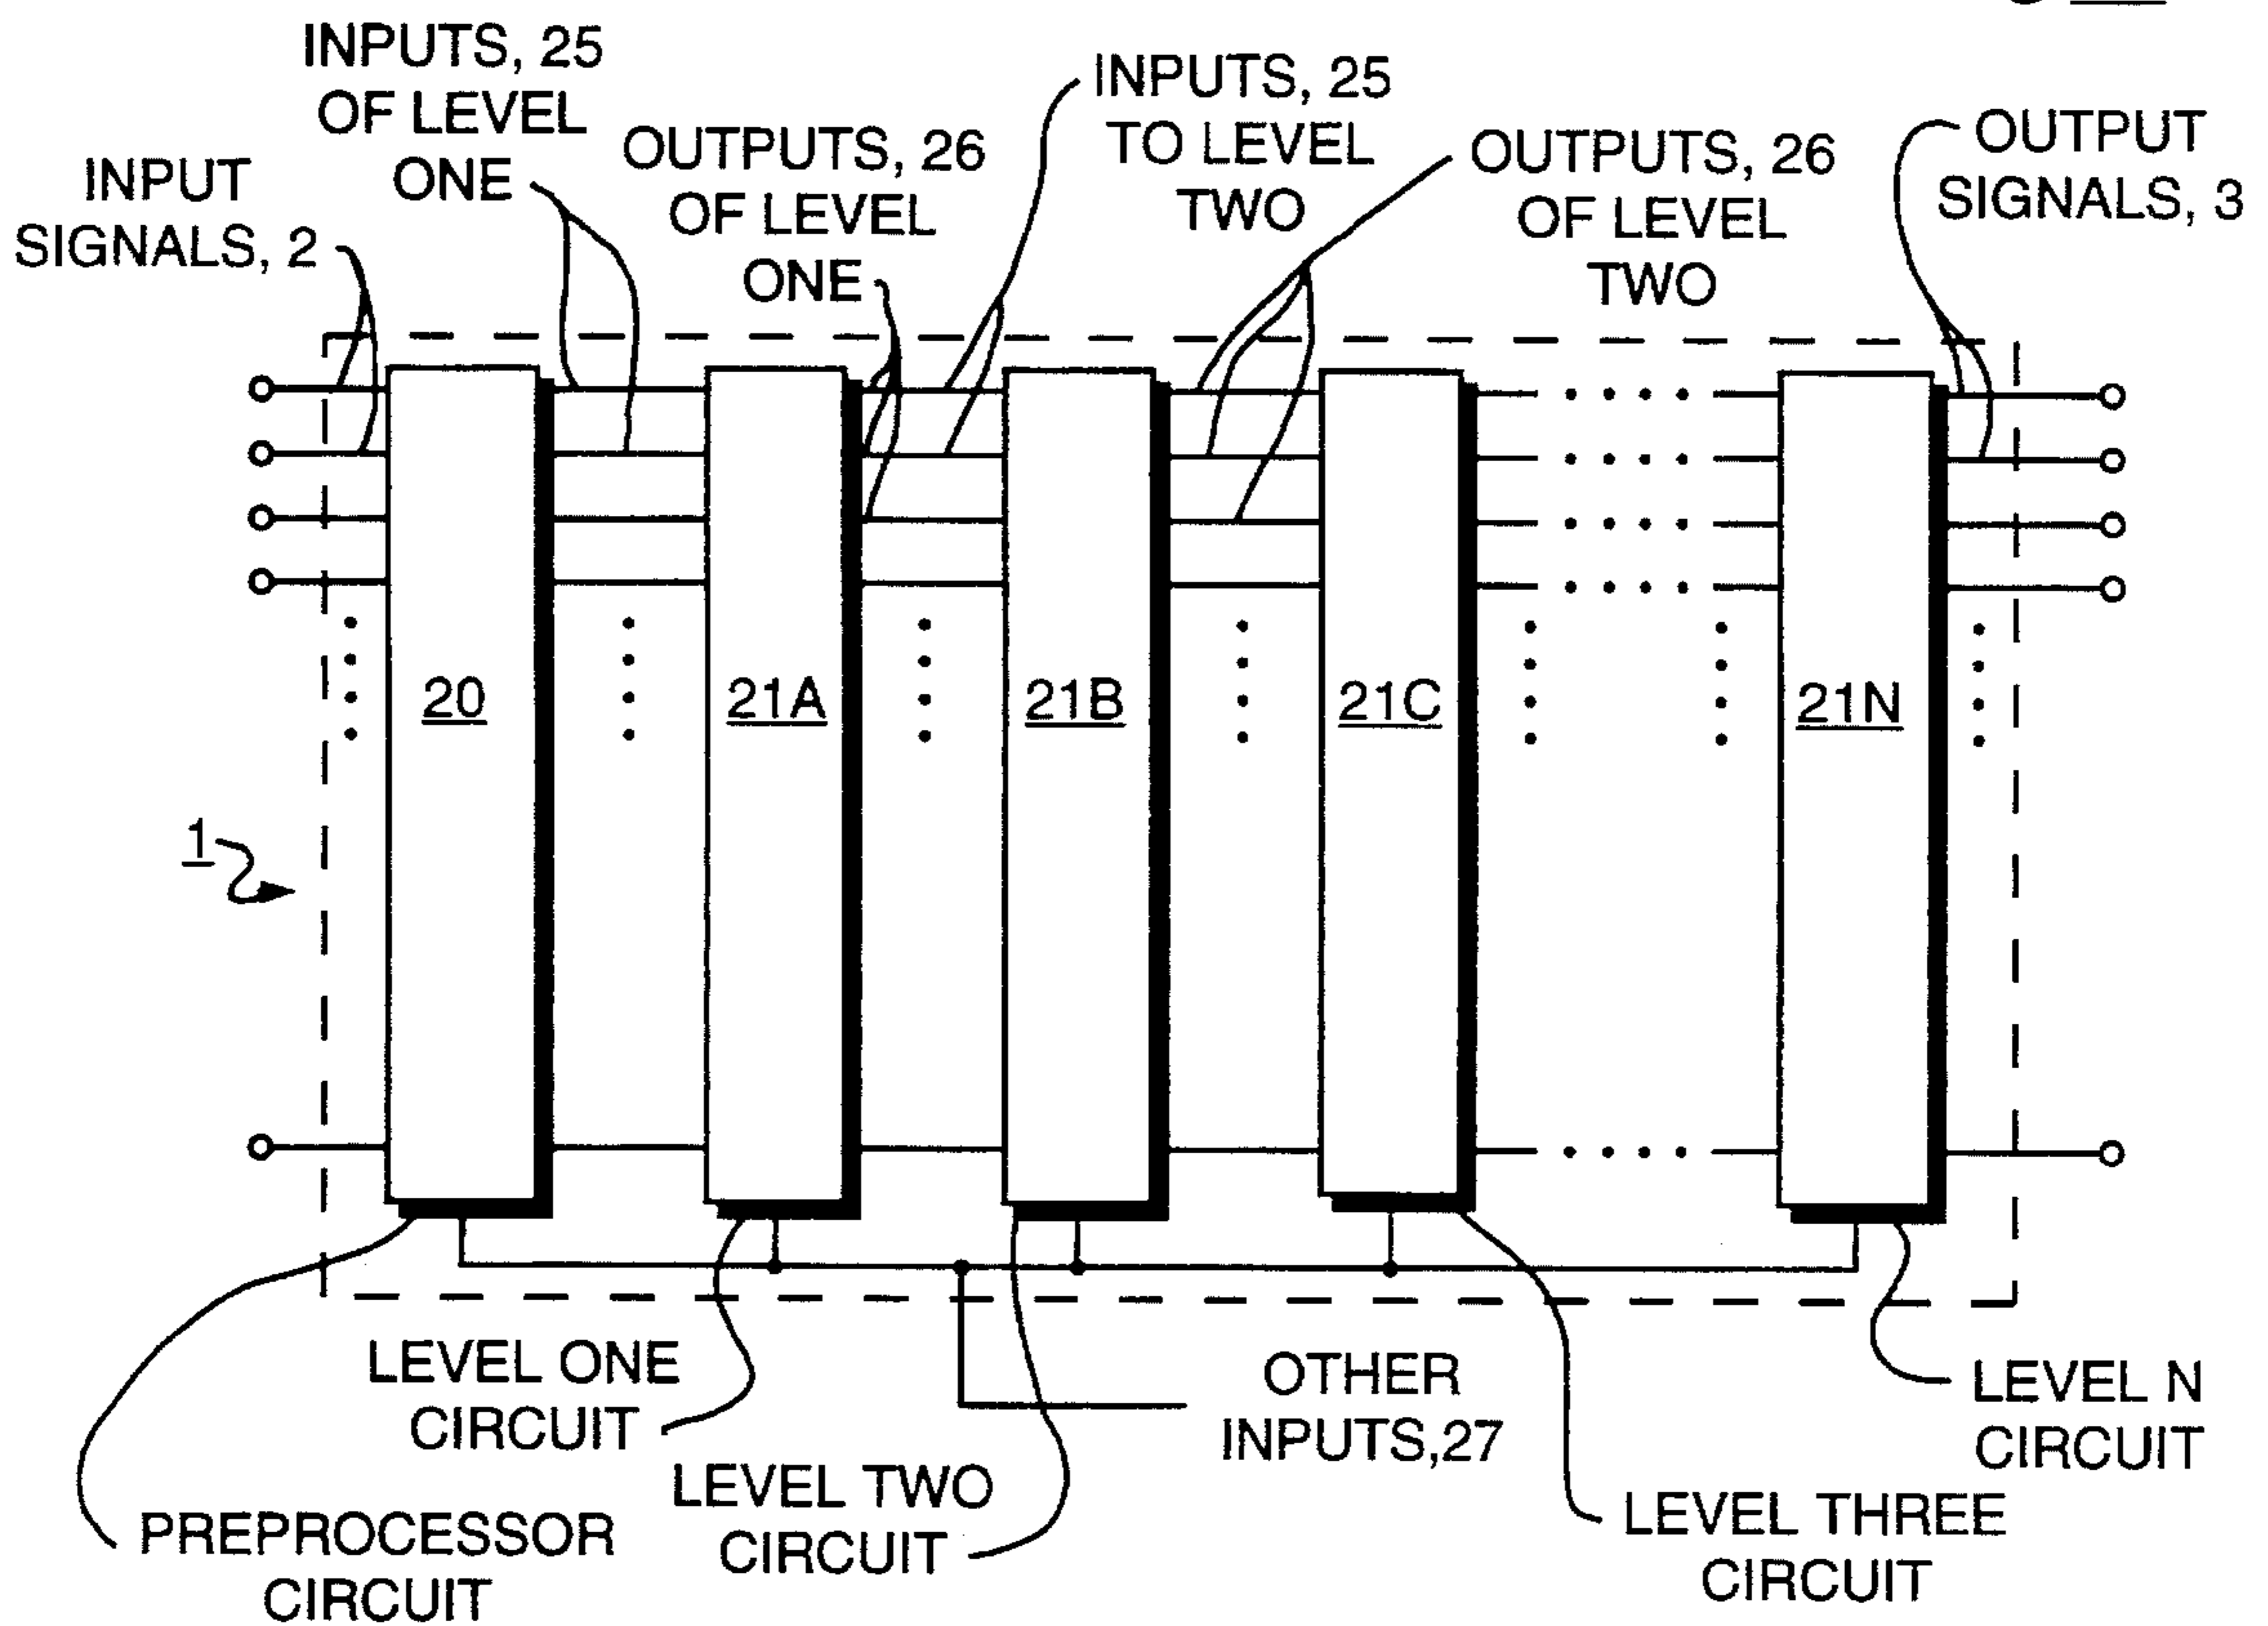 INPUTS, 25
OF LEVEL
ONE
INPUT
SIGNALS, 2
OUTPUTS, 26
OF LEVEL
ONE
INPUTS, 25
TO LEVEL
TWO
OUTPUTS, 26
OF LEVEL
TWO
OUTPUT
SIGNALS, 3
20
21A
21B
21C
21N
1
LEVEL ONE
CIRCUIT
OTHER
INPUTS,27
LEVEL N
CIRCUIT
PREPROCESSOR
CIRCUIT
LEVEL TWO
CIRCUIT
LEVEL THREE
CIRCUIT